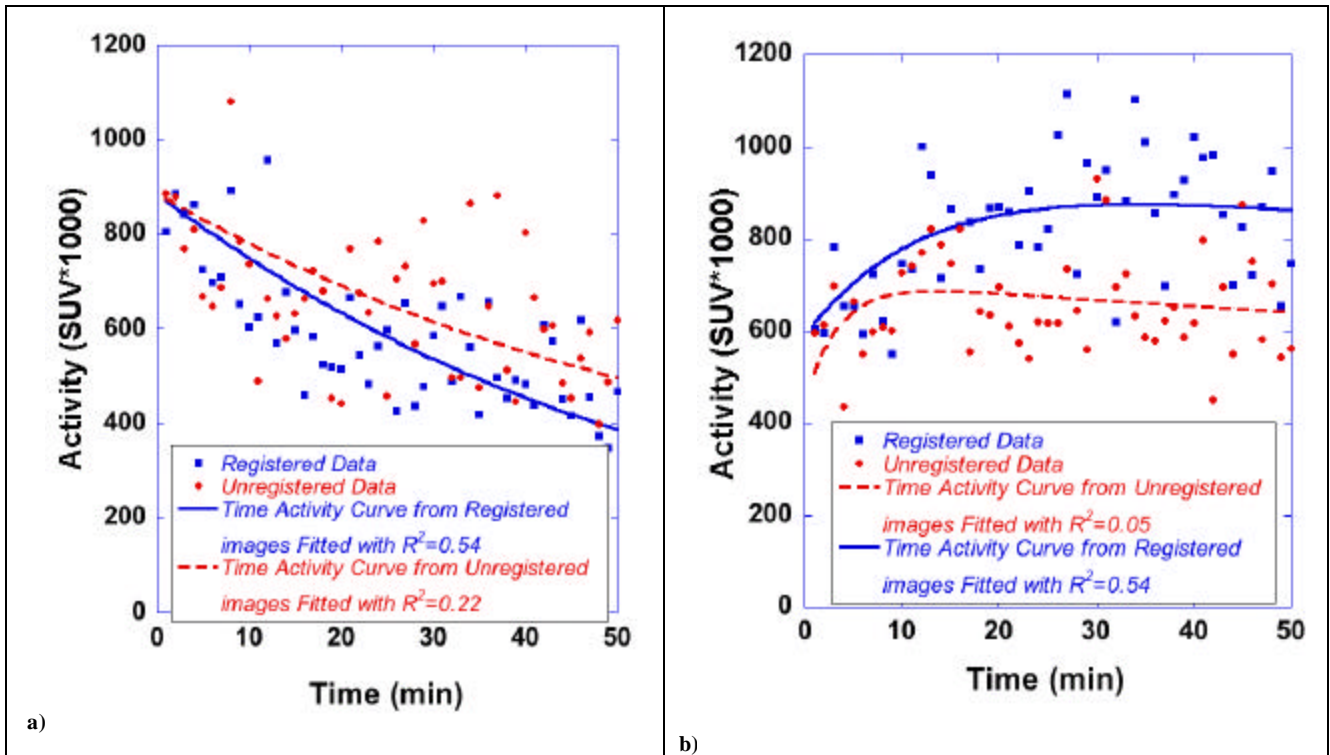 1200
1000
800
600
400
200
0
Activity (SUV*1000)
Registered Data
Unregistered Data
Time Activity Curve from Registered
images Fitted with R²=0.54
Time Activity Curve from Unregistered
images Fitted with R²=0.22
0 10 20 30 40 50
Time (min)
a)
1200
1000
800
600
400
200
0
Activity (SUV*1000)
Registered Data
Unregistered Data
Time Activity Curve from Unregistered
images Fitted with R²=0.05
Time Activity Curve from Registered
images Fitted with R²=0.54
0 10 20 30 40 50
Time (min)
b)